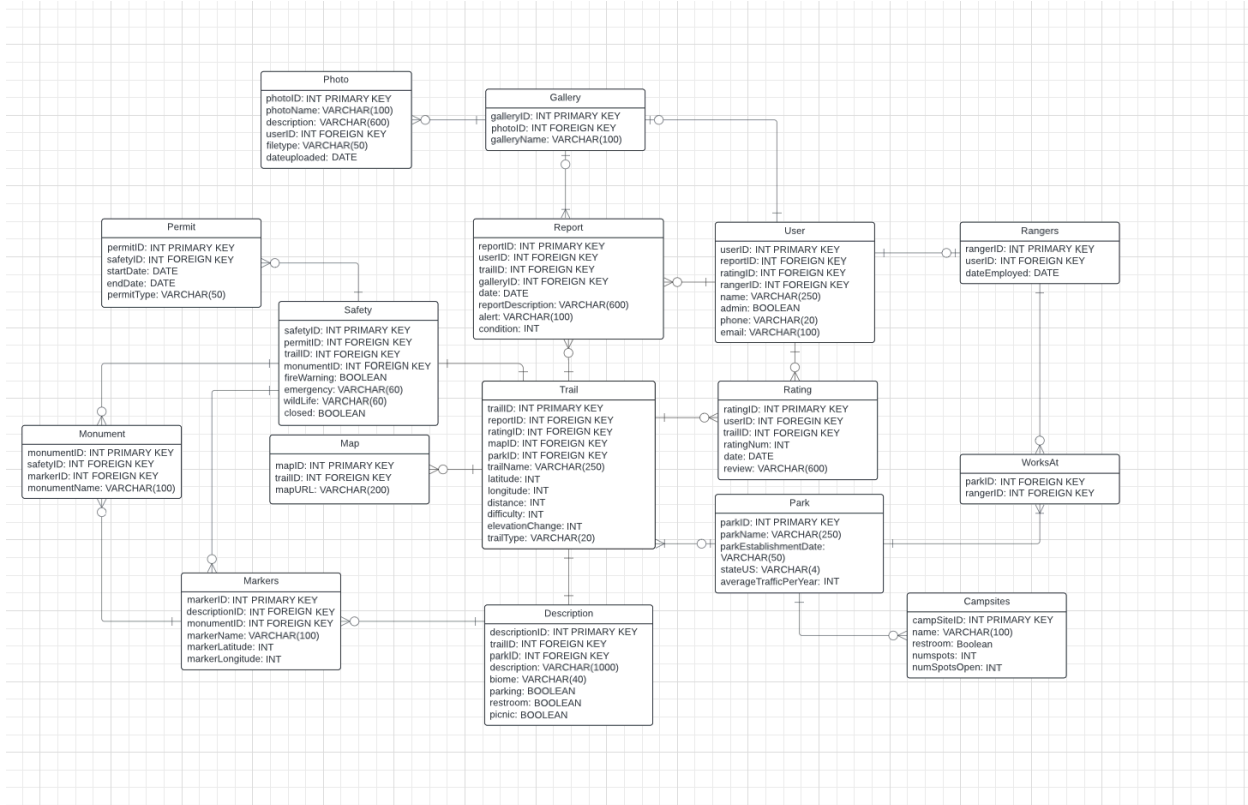 Photo
photoID: INT PRIMARY KEY
photoName: VARCHAR(100)
description: VARCHAR(600)
userID: INT FOREIGN KEY
filetype: VARCHAR(50)
dateuploaded: DATE
Gallery
galleryID: INT PRIMARY KEY
photoID: INT FOREIGN KEY
galleryName: VARCHAR(100)
Permit
permitID: INT PRIMARY KEY
safetyID: INT FOREIGN KEY
startDate: DATE
endDate: DATE
permitType: VARCHAR(50)
Report
reportID: INT PRIMARY KEY
userID: INT FOREIGN KEY
trailID: INT FOREIGN KEY
galleryID: INT FOREIGN KEY
date: DATE
reportDescription: VARCHAR(600)
alert: VARCHAR(100)
condition: INT
User
userID: INT PRIMARY KEY
reportID: INT FOREIGN KEY
ratingID: INT FOREIGN KEY
rangerID: INT FOREIGN KEY
name: VARCHAR(250)
admin: BOOLEAN
phone: VARCHAR(20)
email: VARCHAR(100)
Rangers
rangerID: INT PRIMARY KEY
userID: INT FOREIGN KEY
dateEmployed: DATE
Safety
safetyID: INT PRIMARY KEY
permitID: INT FOREIGN KEY
trailID: INT FOREIGN KEY
monumentID: INT FOREIGN KEY
fireWarning: BOOLEAN
emergency: VARCHAR(60)
wildLife: VARCHAR(60)
closed: BOOLEAN
Trail
trailID: INT PRIMARY KEY
reportID: INT FOREIGN KEY
ratingID: INT FOREIGN KEY
mapID: INT FOREIGN KEY
parkID: INT FOREIGN KEY
trailName: VARCHAR(250)
latitude: INT
longitude: INT
distance: INT
difficulty: INT
elevationChange: INT
trailType: VARCHAR(20)
Rating
ratingID: INT PRIMARY KEY
userID: INT FOREGIN KEY
trailID: INT FOREIGN KEY
ratingNum: INT
date: DATE
review: VARCHAR(600)
Monument
monumentID: INT PRIMARY KEY
safetyID: INT FOREIGN KEY
markerID: INT FOREIGN KEY
monumentName: VARCHAR(100)
Map
mapID: INT PRIMARY KEY
trailID: INT FOREIGN KEY
mapURL: VARCHAR(200)
WorksAt
parkID: INT FOREIGN KEY
rangerID: INT FOREIGN KEY
Park
parkID: INT PRIMARY KEY
parkName: VARCHAR(250)
parkEstablishmentDate:
VARCHAR(50)
stateUS: VARCHAR(4)
averageTrafficPerYear: INT
Markers
markerID: INT PRIMARY KEY
descriptionID: INT FOREIGN KEY
monumentID: INT FOREIGN KEY
markerName: VARCHAR(100)
markerLatitude: INT
markerLongitude: INT
Description
descriptionID: INT PRIMARY KEY
trailID: INT FOREIGN KEY
parkID: INT FOREIGN KEY
description: VARCHAR(1000)
biome: VARCHAR(40)
parking: BOOLEAN
restroom: BOOLEAN
picnic: BOOLEAN
Campsites
campSiteID: INT PRIMARY KEY
name: VARCHAR(100)
restroom: Boolean
numspots: INT
numSpotsOpen: INT